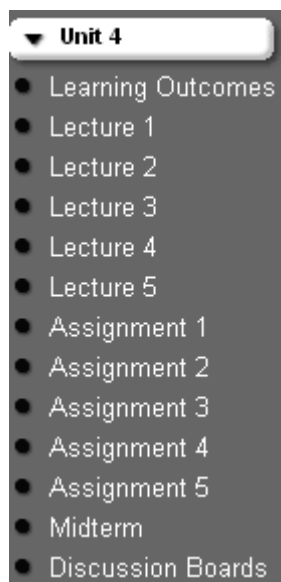 Unit 4
Learning Outcomes
Lecture 1
Lecture 2
Lecture 3
Lecture 4
Lecture 5
Assignment 1
Assignment 2
Assignment 3
Assignment 4
Assignment 5
Midterm
Discussion Boards